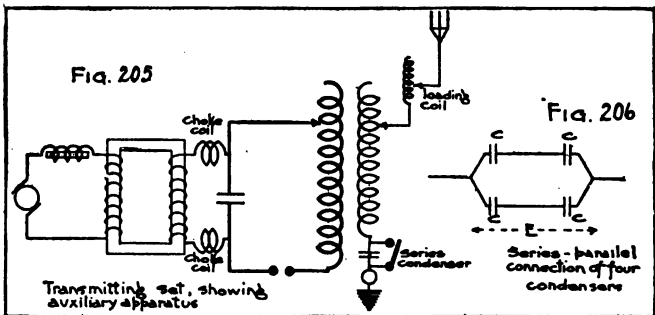 Fig. 205
Choke
coil
Choke
coil
Transmitting set, showing
auxiliary apparatus
loading
coil
Series
condenser
Fig. 206
C C
C C
E
Series-parallel
connection of four
condensers